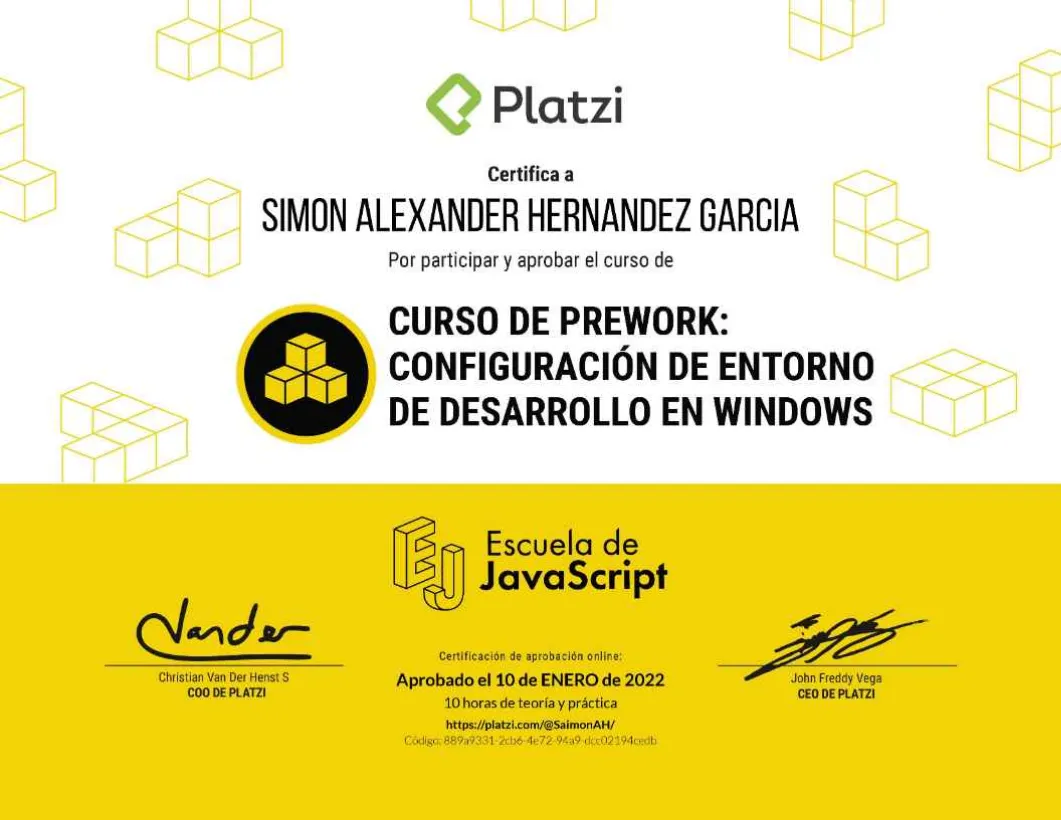 Platzi
Certifica a
SIMON ALEXANDER HERNANDEZ GARCIA
Por participar y aprobar el curso de
CURSO DE PREWORK:
CONFIGURACIÓN DE ENTORNO
DE DESARROLLO EN WINDOWS
EJ
Escuela de
JavaScript
Vander
Christian Van Der Henst S
COO DE PLATZI
Certificación de aprobación online:
Aprobado el 10 de ENERO de 2022
10 horas de teoría y práctica
https://platzi.com/@SaimonAH/
Código: 889a9331-2cb6-4e72-94a9-dcc02194cedb
John Freddy Vega
CEO DE PLATZI